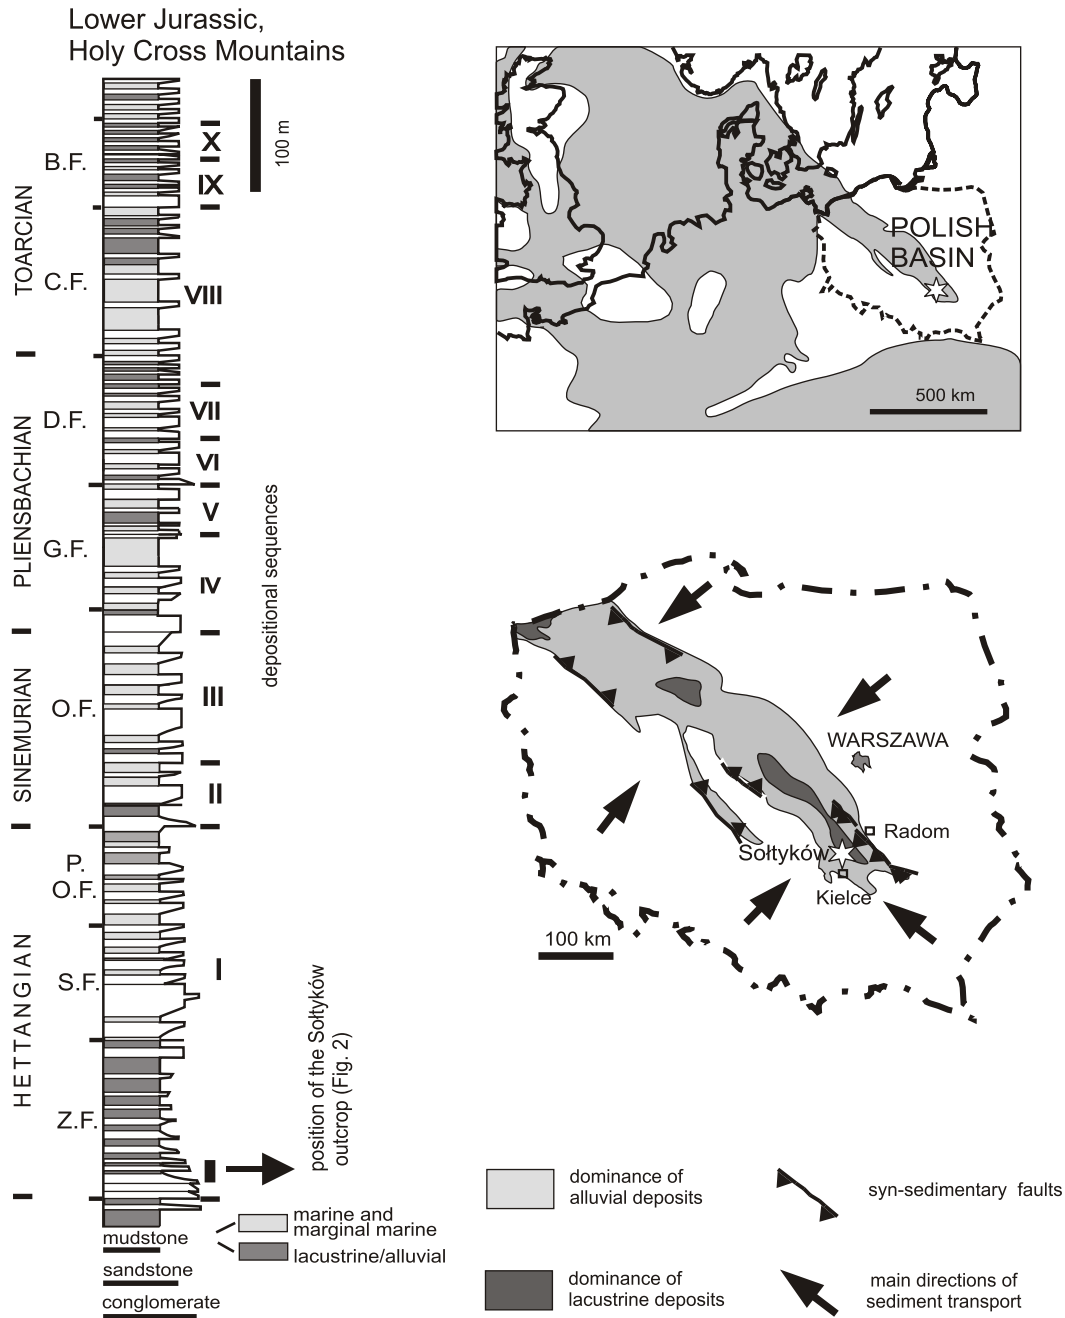 Lower Jurassic,
Holy Cross Mountains
100 m
X
B.F.
IX
TOARCIAN
C.F.
VIII
VII
D.F.
VI
PLIENSBACHIAN
V
G.F.
IV
depositional sequences
SINEMURIAN
III
O.F.
II
P.
O.F.
HETTANGIAN
I
S.F.
Z.F.
position of the Sołtyków
outcrop (Fig. 2)
mudstone
sandstone
conglomerate
marine and
marginal marine
lacustrine/alluvial
POLISH
BASIN
500 km
WARSZAWA
Radom
Sołtyków
Kielce
100 km
dominance of
alluvial deposits
syn-sedimentary faults
dominance of
lacustrine deposits
main directions of
sediment transport